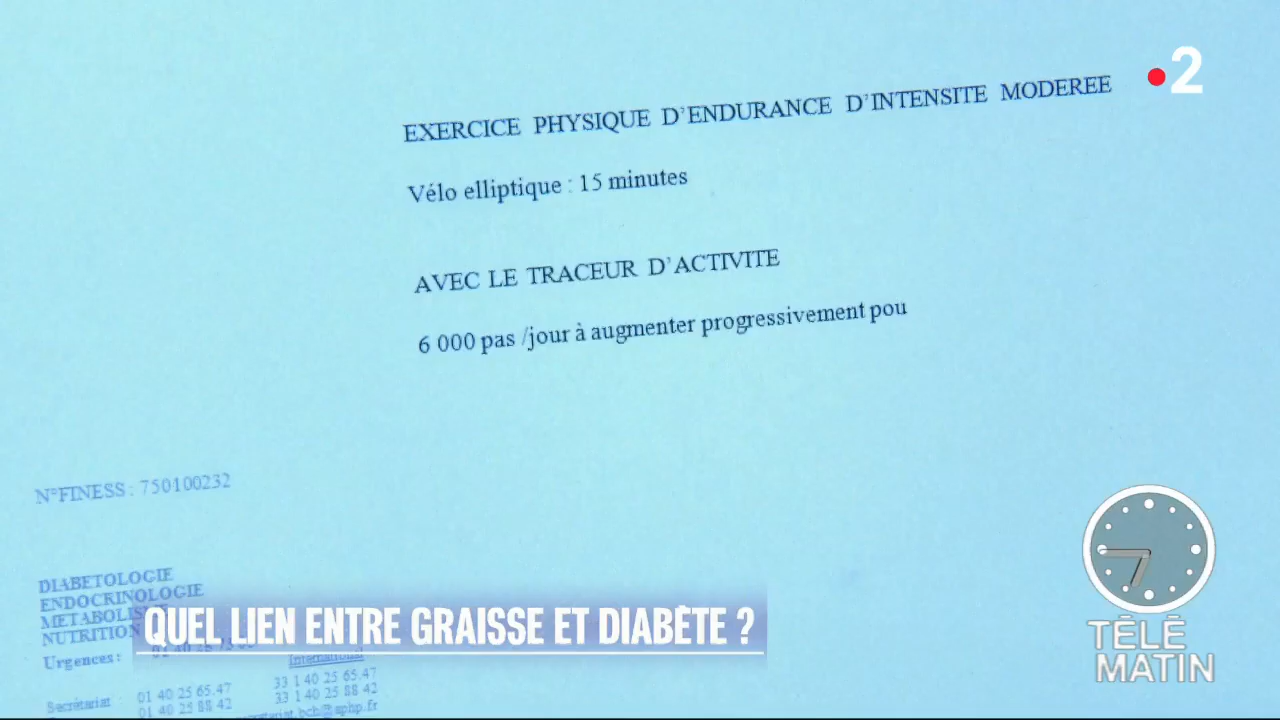 2
EXERCICE PHYSIQUE D'ENDURANCE D'INTENSITE MODEREE
Vélo elliptique : 15 minutes
AVEC LE TRACEUR D'ACTIVITE
6 000 pas /jour à augmenter progressivement pou
N°FINESS : 750100232
DIABETOLOGIE
ENDOCRINOLOGIE
METABOLISME
NUTRITION
QUEL LIEN ENTRE GRAISSE ET DIABÈTE ?
Urgences :
International
Secrétariat 01 40 25 65.47 33 1 40 25.65.47
01 40 25 88 42 33 1 40 25 88 42
TÉLÉ
MATIN